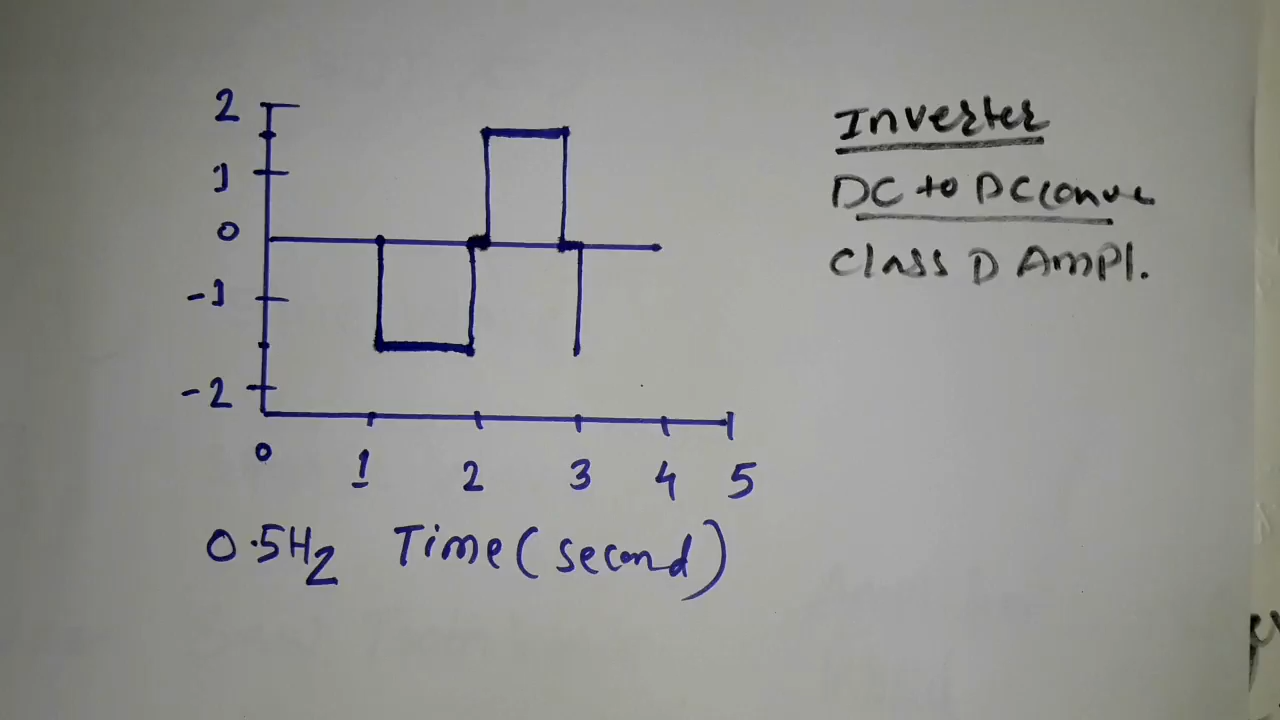 2
1
0
-1
-2
0 1 2 3 4 5
0.5Hz Time (second)
Inverter
DC to DC Conve
Class D Ampl.